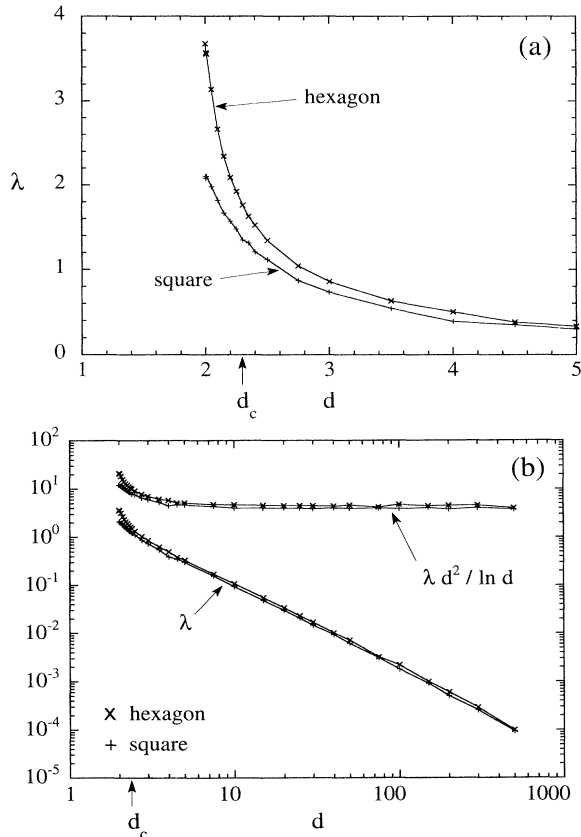 4
(a)
hexagon
3
λ
2
square
1
0
1
2
3
4
5
d_c
d
10^2
(b)
10^1
10^0
λ d^2 / ln d
10^-1
λ
10^-2
10^-3
× hexagon
10^-4
+ square
10^-5
1
10
100
1000
d_c
d